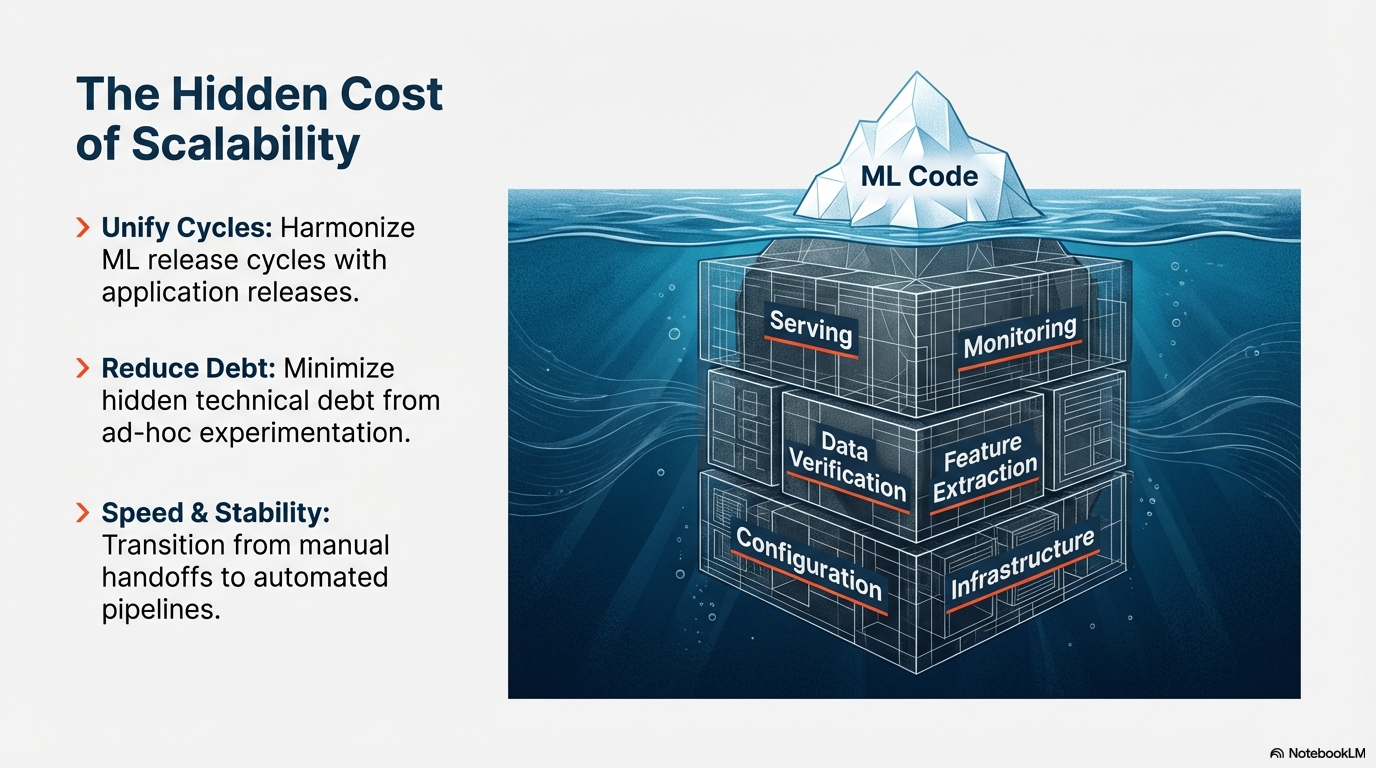 The Hidden Cost
of Scalability
Unify Cycles: Harmonize
ML release cycles with
application releases.
Reduce Debt: Minimize
hidden technical debt from
ad-hoc experimentation.
Speed & Stability:
Transition from manual
handoffs to automated
pipelines.
ML Code
Serving
Monitoring
Data
Verification
Feature
Extraction
Configuration
Infrastructure
NotebookLM